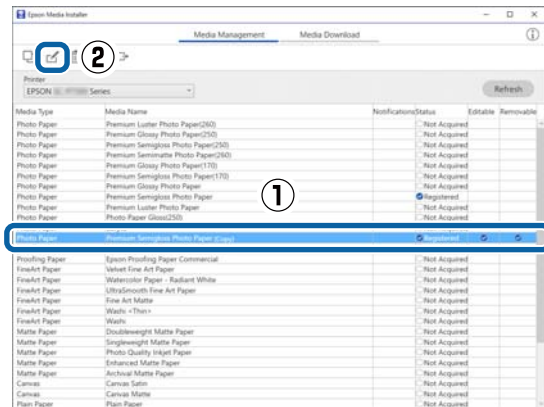 Epson Media Installer
Media Management Media Download
②
Printer
EPSON Series
Refresh
Media Type Media Name Notifications Status Editable Removable
Photo Paper Premium Luster Photo Paper(260) Not Acquired
Photo Paper Premium Glossy Photo Paper(250) Not Acquired
Photo Paper Premium Semigloss Photo Paper(250) Not Acquired
Photo Paper Premium Semimatte Photo Paper(260) Not Acquired
Photo Paper Premium Glossy Photo Paper(170) Not Acquired
Photo Paper Premium Semigloss Photo Paper(170) Not Acquired
Photo Paper Premium Glossy Photo Paper Not Acquired
Photo Paper Premium Semigloss Photo Paper Registered
Photo Paper Premium Luster Photo Paper Not Acquired
Photo Paper Photo Paper Gloss(250) Not Acquired
①
Photo Paper Premium Semigloss Photo Paper (Copy) Registered
Proofing Paper Epson Proofing Paper Commercial Not Acquired
FineArt Paper Velvet Fine Art Paper Not Acquired
FineArt Paper Watercolor Paper - Radiant White Not Acquired
FineArt Paper UltraSmooth Fine Art Paper Not Acquired
FineArt Paper Fine Art Matte Not Acquired
FineArt Paper Washi <Thin> Not Acquired
FineArt Paper Washi Not Acquired
Matte Paper Doubleweight Matte Paper Not Acquired
Matte Paper Singleweight Matte Paper Not Acquired
Matte Paper Photo Quality Inkjet Paper Not Acquired
Matte Paper Enhanced Matte Paper Not Acquired
Matte Paper Archival Matte Paper Not Acquired
Canvas Canvas Satin Not Acquired
Canvas Canvas Matte Not Acquired
Plain Paper Plain Paper Not Acquired